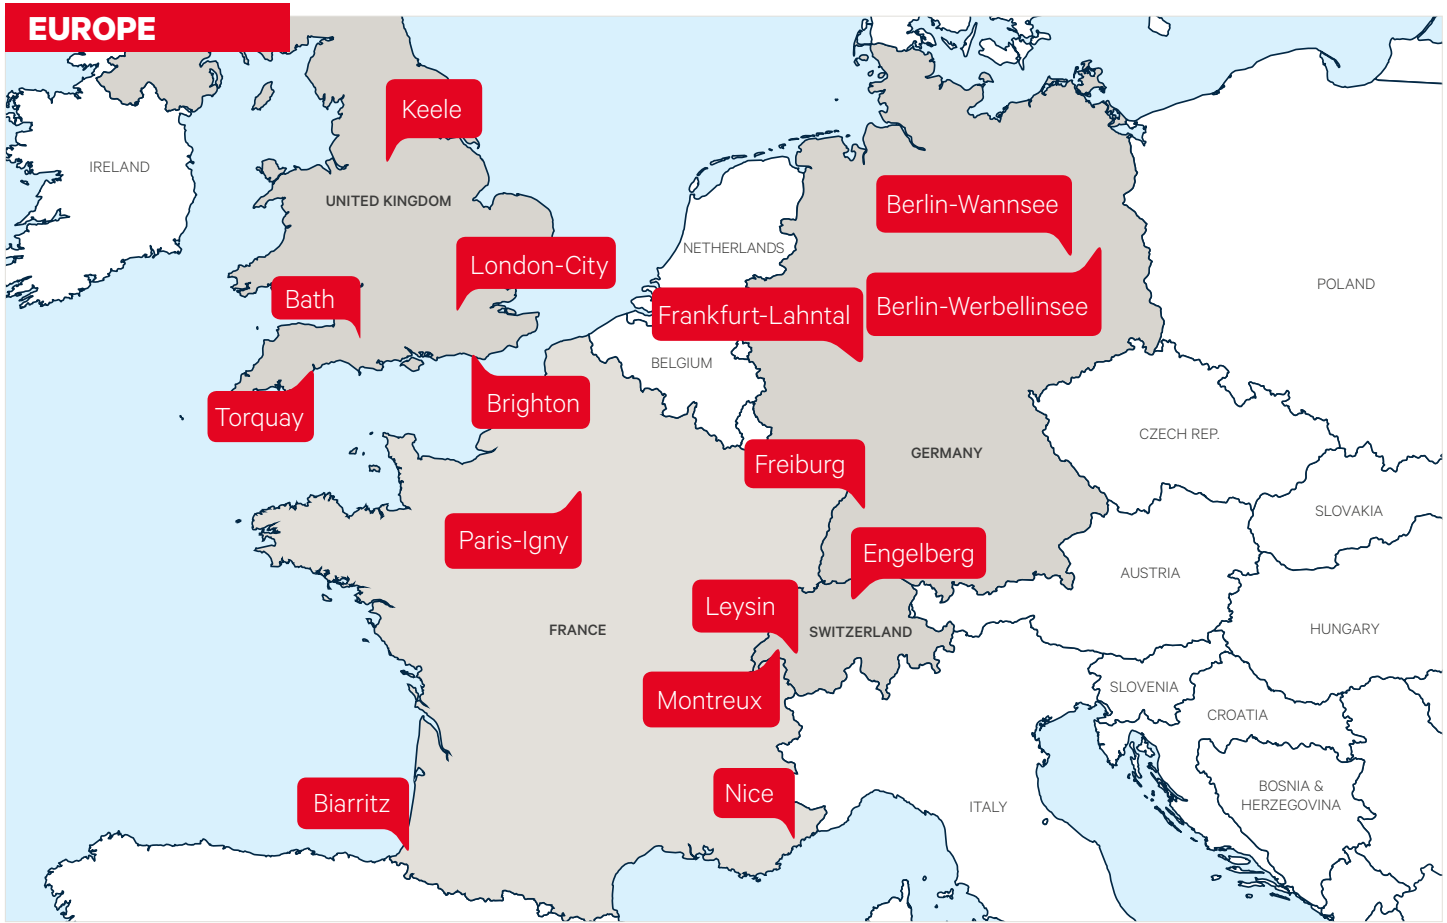 EUROPE
Keele
IRELAND
UNITED KINGDOM
Berlin-Wannsee
NETHERLANDS
London-City
POLAND
Bath
Berlin-Werbellinsee
Frankfurt-Lahntal
BELGIUM
Brighton
Torquay
CZECH REP.
GERMANY
Freiburg
SLOVAKIA
Paris-Igny
Engelberg
AUSTRIA
Leysin
FRANCE
SWITZERLAND
HUNGARY
SLOVENIA
Montreux
CROATIA
BOSNIA &
HERZEGOVINA
Nice
Biarritz
ITALY